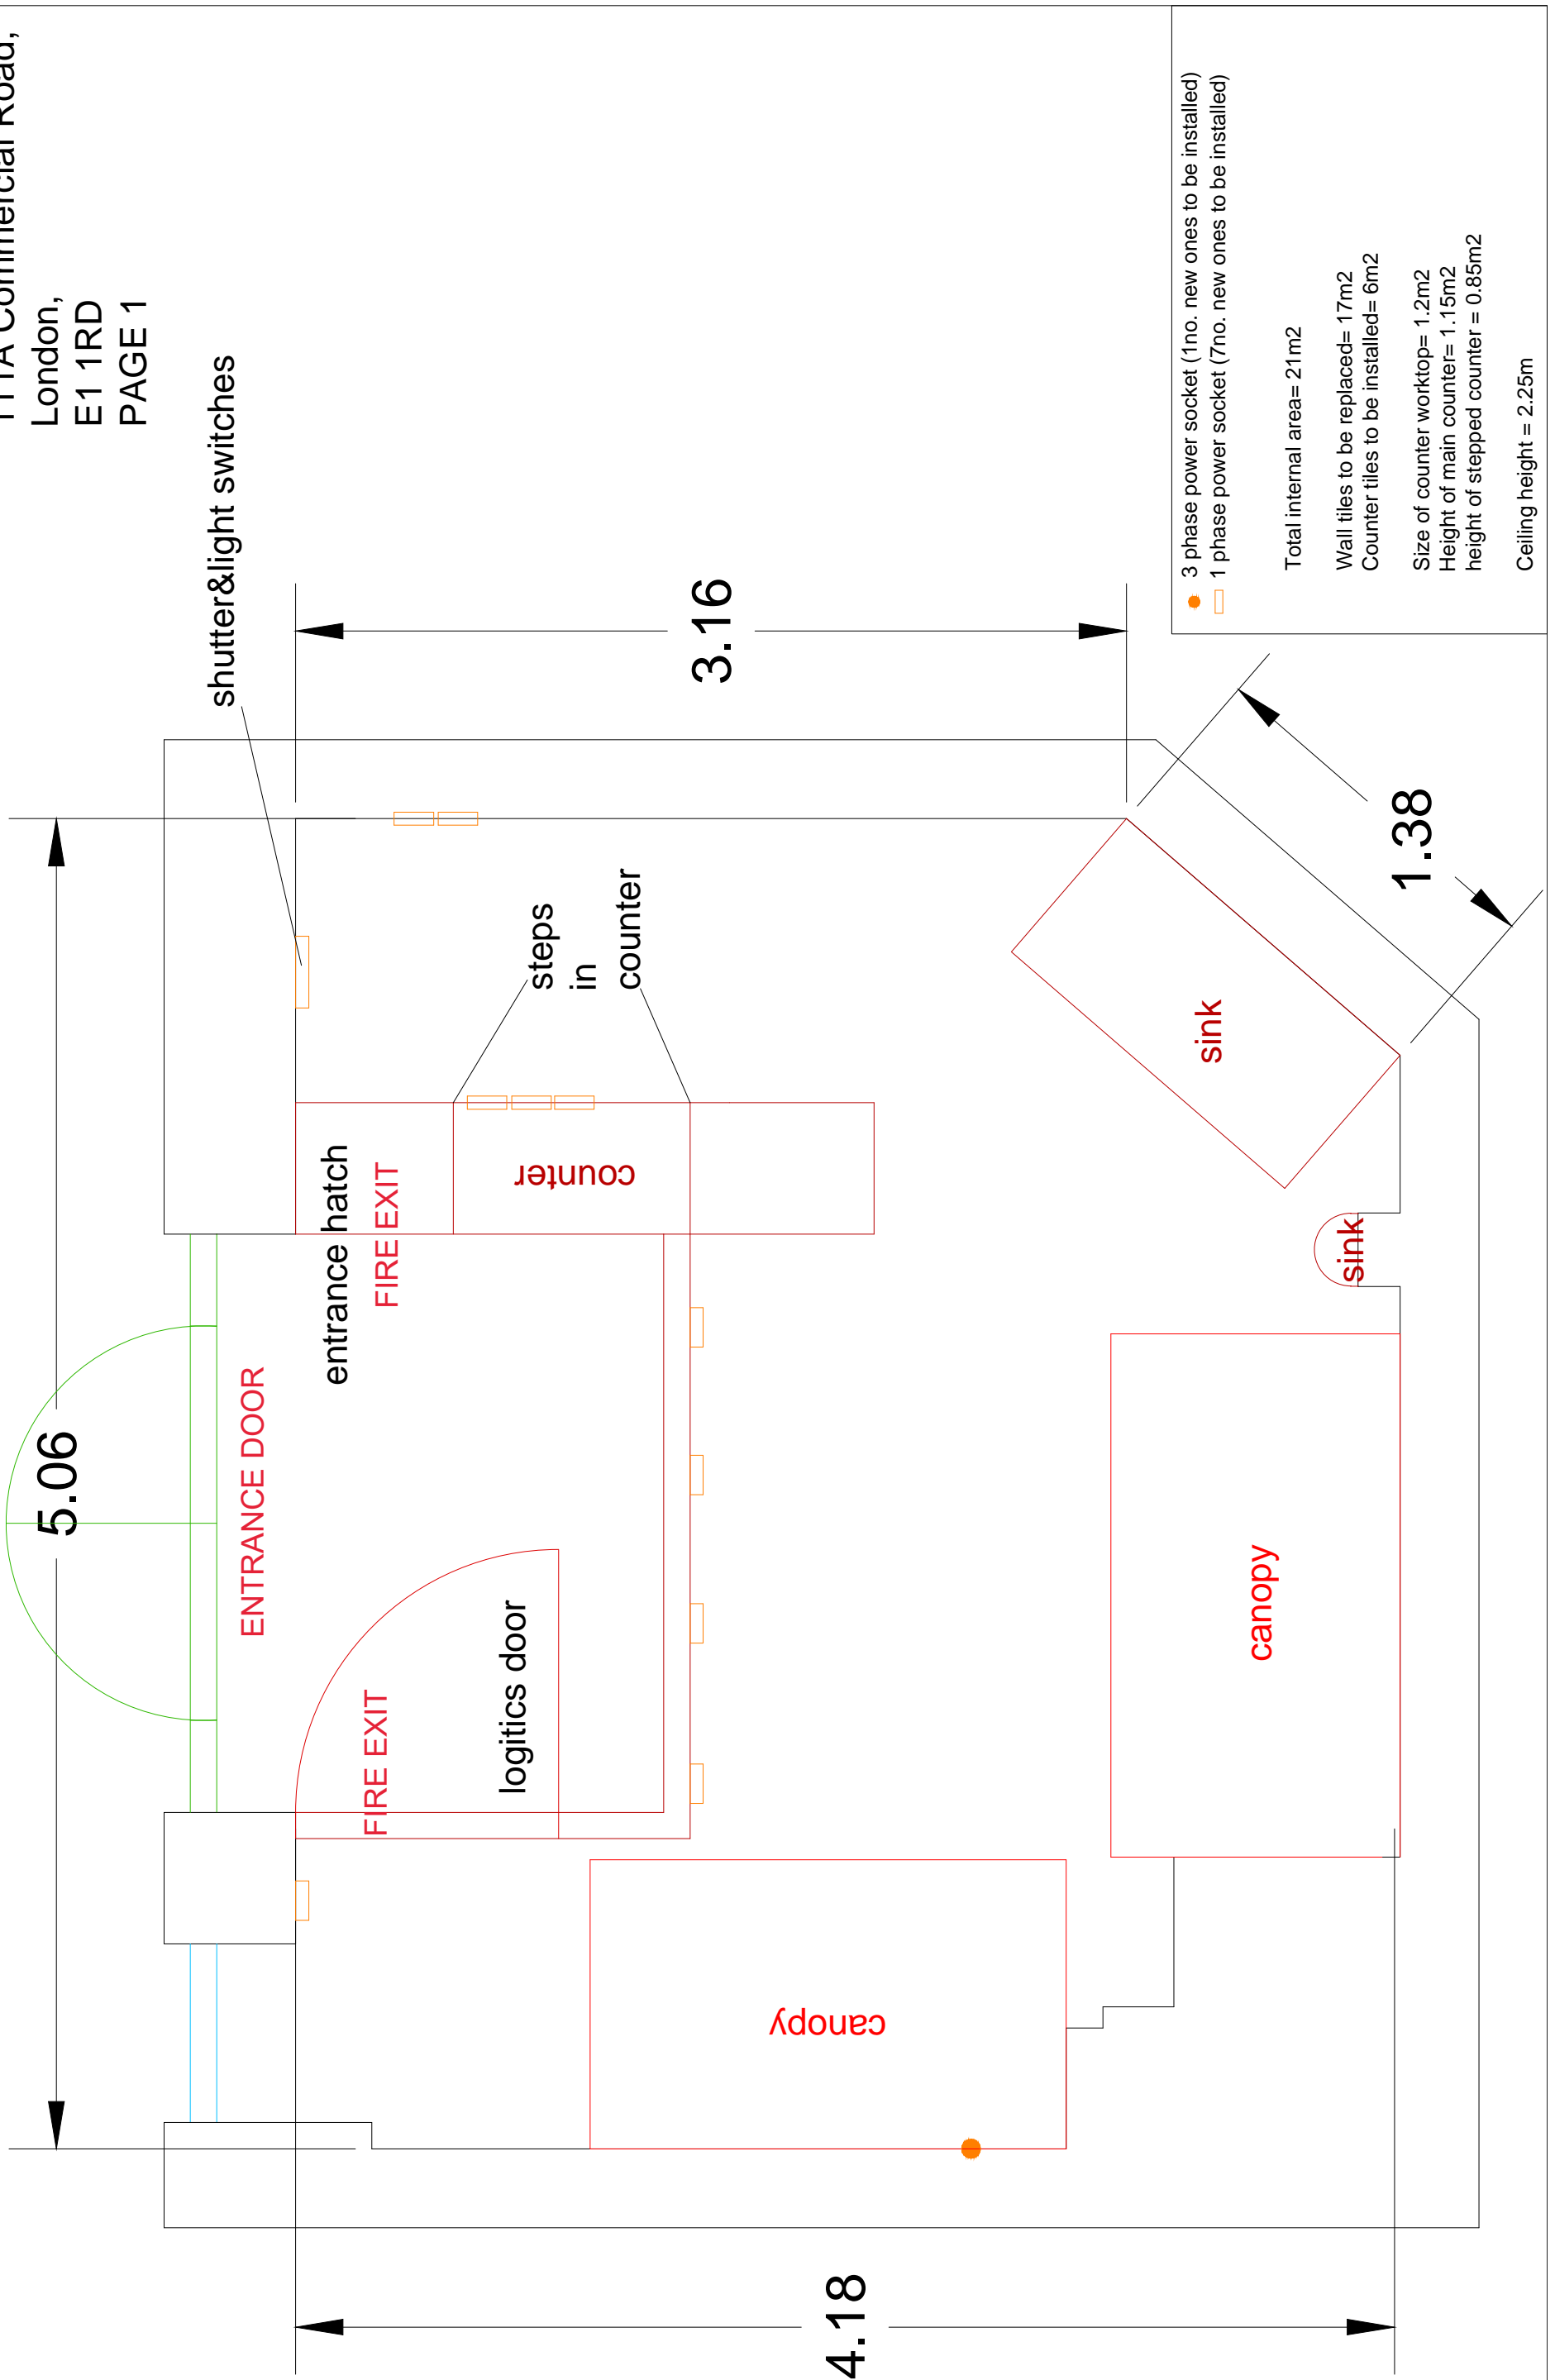 111A Commercial Road,
London,
E1 1RD
PAGE 1
5.06
shutter&light switches
ENTRANCE DOOR
entrance hatch
FIRE EXIT
FIRE EXIT
logitics door
steps
in
counter
counter
3.16
canopy
4.18
canopy
sink
sink
1.38
3 phase power socket (1no. new ones to be installed)
1 phase power socket (7no. new ones to be installed)
Total internal area= 21m2
Wall tiles to be replaced= 17m2
Counter tiles to be installed= 6m2
Size of counter worktop= 1.2m2
Height of main counter= 1.15m2
height of stepped counter = 0.85m2
Ceiling height = 2.25m